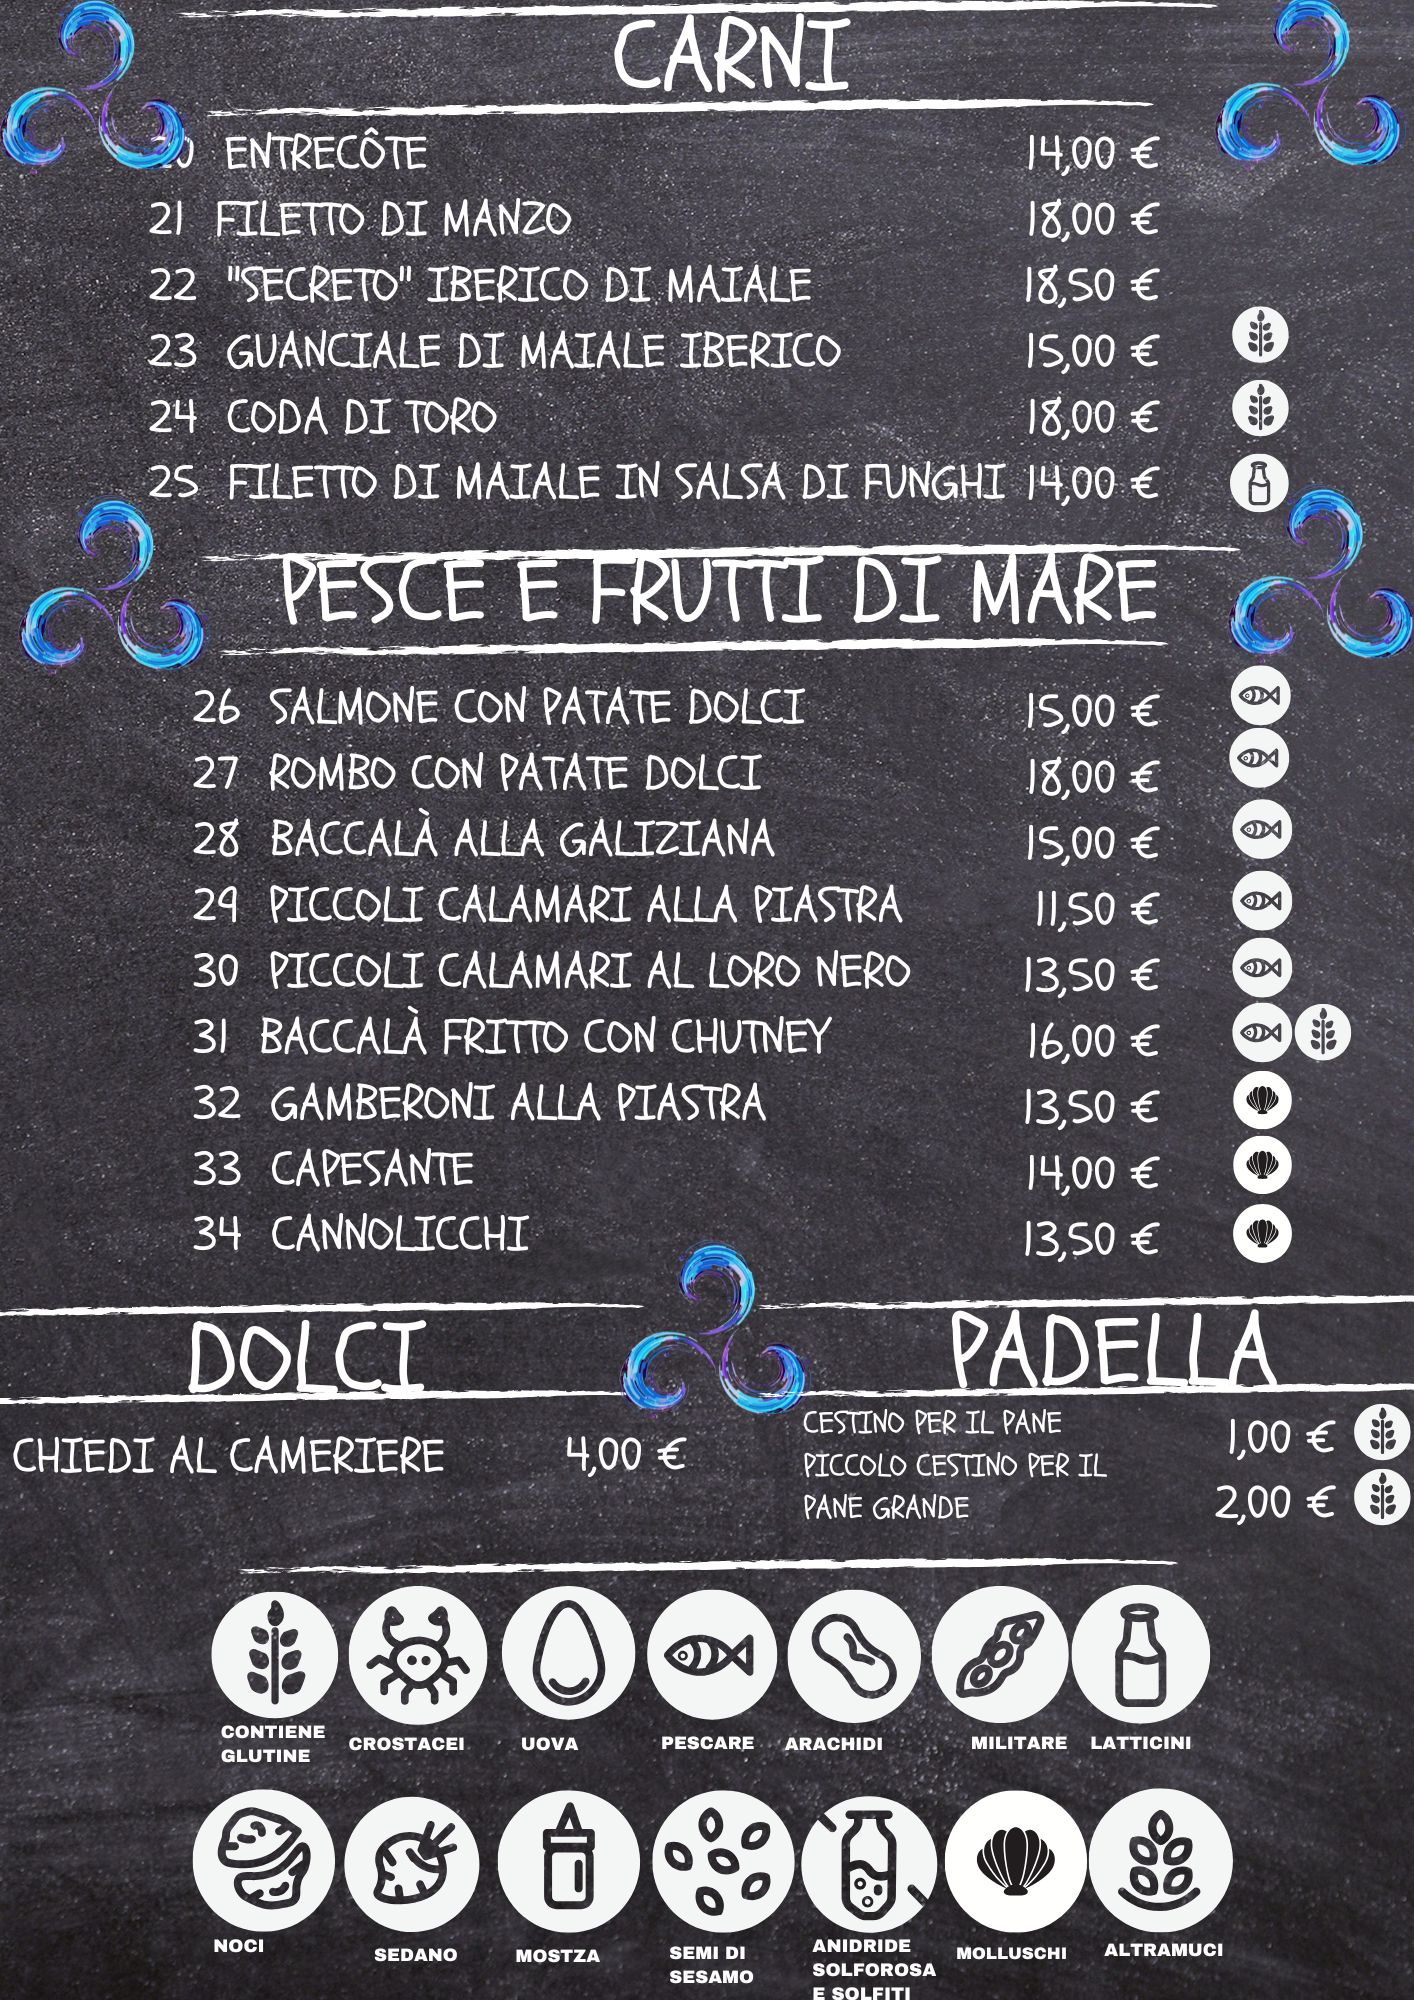 CARNI
20 ENTRECÔTE 14,00 €
21 FILETTO DI MANZO 18,00 €
22 "SECRETO" IBERICO DI MAIALE 18,50 €
23 GUANCIALE DI MAIALE IBERICO 15,00 €
24 CODA DI TORO 18,00 €
25 FILETTO DI MAIALE IN SALSA DI FUNGHI 14,00 €
PESCE E FRUTTI DI MARE
26 SALMONE CON PATATE DOLCI 15,00 €
27 ROMBO CON PATATE DOLCI 18,00 €
28 BACCALÀ ALLA GALIZIANA 15,00 €
29 PICCOLI CALAMARI ALLA PIASTRA 11,50 €
30 PICCOLI CALAMARI AL LORO NERO 13,50 €
31 BACCALÀ FRITTO CON CHUTNEY 16,00 €
32 GAMBERONI ALLA PIASTRA 13,50 €
33 CAPESANTE 14,00 €
34 CANNOLICCHI 13,50 €
DOLCI
CHIEDI AL CAMERIERE 4,00 €
PADELLA
CESTINO PER IL PANE 1,00 €
PICCOLO CESTINO PER IL
PANE GRANDE 2,00 €
CONTIENE
GLUTINE
CROSTACEI
UOVA
PESCARE
ARACHIDI
MILITARE
LATTICINI
NOCI
SEDANO
MOSTZA
SEMI DI
SESAMO
ANIDRIDE
SOLFOROSA
E SOLFITI
MOLLUSCHI
ALTRAMUCI